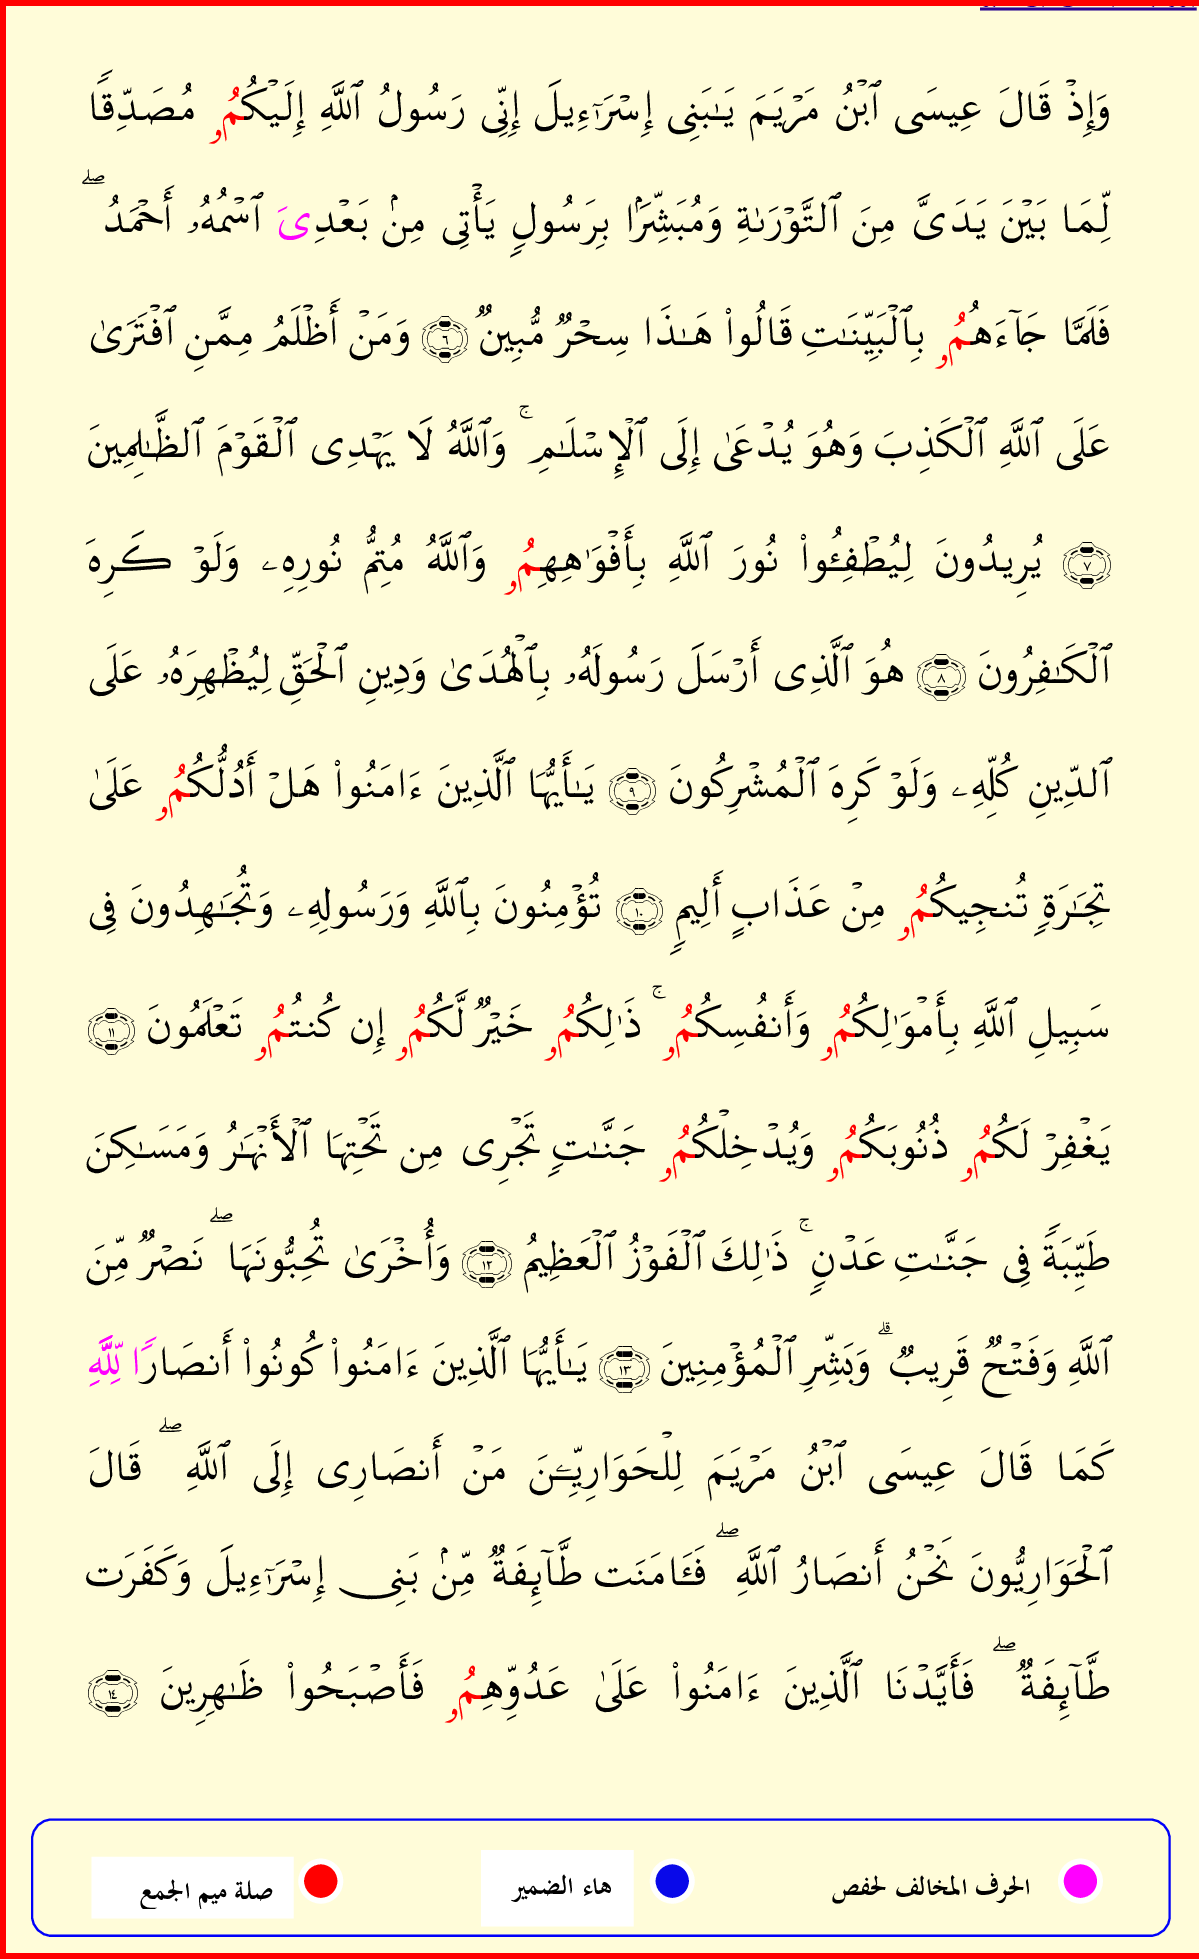 وَإِذۡ قَالَ عِيسَى ٱبۡنُ مَرۡيَمَ يَٰبَنِي إِسۡرَٰٓءِيلَ إِنِّي رَسُولُ ٱللَّهِ إِلَيۡكُمُۥ مُصَدِّقٗا
لِّمَا بَيۡنَ يَدَيَّ مِنَ ٱلتَّوۡرَىٰةِ وَمُبَشِّرَۢا بِرَسُولٖ يَأۡتِي مِنۢ بَعۡدِيَ ٱسۡمُهُۥ أَحۡمَدُۖ
فَلَمَّا جَآءَهُمُۥ بِٱلۡبَيِّنَٰتِ قَالُواْ هَٰذَا سِحۡرٞ مُّبِينٞ ٦ وَمَنۡ أَظۡلَمُ مِمَّنِ ٱفۡتَرَىٰ
عَلَى ٱللَّهِ ٱلۡكَذِبَ وَهُوَ يُدۡعَىٰ إِلَى ٱلۡإِسۡلَٰمِۚ وَٱللَّهُ لَا يَهۡدِي ٱلۡقَوۡمَ ٱلظَّٰلِمِينَ
٧ يُرِيدُونَ لِيُطۡفِـُٔواْ نُورَ ٱللَّهِ بِأَفۡوَٰهِهِمُۥ وَٱللَّهُ مُتِمُّ نُورِهِۦ وَلَوۡ كَرِهَ
ٱلۡكَٰفِرُونَ ٨ هُوَ ٱلَّذِي أَرۡسَلَ رَسُولَهُۥ بِٱلۡهُدَىٰ وَدِينِ ٱلۡحَقِّ لِيُظۡهِرَهُۥ عَلَى
ٱلدِّينِ كُلِّهِۦ وَلَوۡ كَرِهَ ٱلۡمُشۡرِكُونَ ٩ يَٰأَيُّهَا ٱلَّذِينَ ءَامَنُواْ هَلۡ أَدُلُّكُمُۥ عَلَىٰ
تِجَٰرَةٖ تُنجِيكُمُۥ مِنۡ عَذَابٍ أَلِيمٖ ١٠ تُؤۡمِنُونَ بِٱللَّهِ وَرَسُولِهِۦ وَتُجَٰهِدُونَ فِي
سَبِيلِ ٱللَّهِ بِأَمۡوَٰلِكُمُۥ وَأَنفُسِكُمُۥۚ ذَٰلِكُمُۥ خَيۡرٞ لَّكُمُۥ إِن كُنتُمُۥ تَعۡلَمُونَ ١١
يَغۡفِرۡ لَكُمُۥ ذُنُوبَكُمُۥ وَيُدۡخِلۡكُمُۥ جَنَّٰتٖ تَجۡرِي مِن تَحۡتِهَا ٱلۡأَنۡهَٰرُ وَمَسَٰكِنَ
طَيِّبَةٗ فِي جَنَّٰتِ عَدۡنٖۚ ذَٰلِكَ ٱلۡفَوۡزُ ٱلۡعَظِيمُ ١٢ وَأُخۡرَىٰ تُحِبُّونَهَاۖ نَصۡرٞ مِّنَ
ٱللَّهِ وَفَتۡحٞ قَرِيبٞۗ وَبَشِّرِ ٱلۡمُؤۡمِنِينَ ١٣ يَٰأَيُّهَا ٱلَّذِينَ ءَامَنُواْ كُونُواْ أَنصَارٗا لِّلَّهِ
كَمَا قَالَ عِيسَى ٱبۡنُ مَرۡيَمَ لِلۡحَوَارِيِّـۧنَ مَنۡ أَنصَارِي إِلَى ٱللَّهِۖ قَالَ
ٱلۡحَوَارِيُّونَ نَحۡنُ أَنصَارُ ٱللَّهِۖ فَـَٔامَنَت طَّآئِفَةٞ مِّنۢ بَنِي إِسۡرَٰٓءِيلَ وَكَفَرَت
طَّآئِفَةٞۖ فَأَيَّدۡنَا ٱلَّذِينَ ءَامَنُواْ عَلَىٰ عَدُوِّهِمُۥ فَأَصۡبَحُواْ ظَٰهِرِينَ ١٤
الحرف المخالف لحفص هاء الضمير صلة ميم الجمع